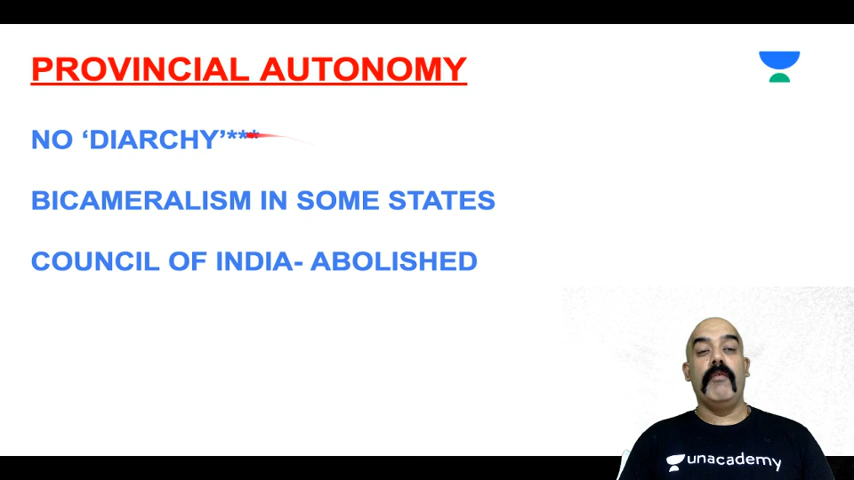 PROVINCIAL AUTONOMY
NO ‘DIARCHY’***
BICAMERALISM IN SOME STATES
COUNCIL OF INDIA- ABOLISHED
unacademy